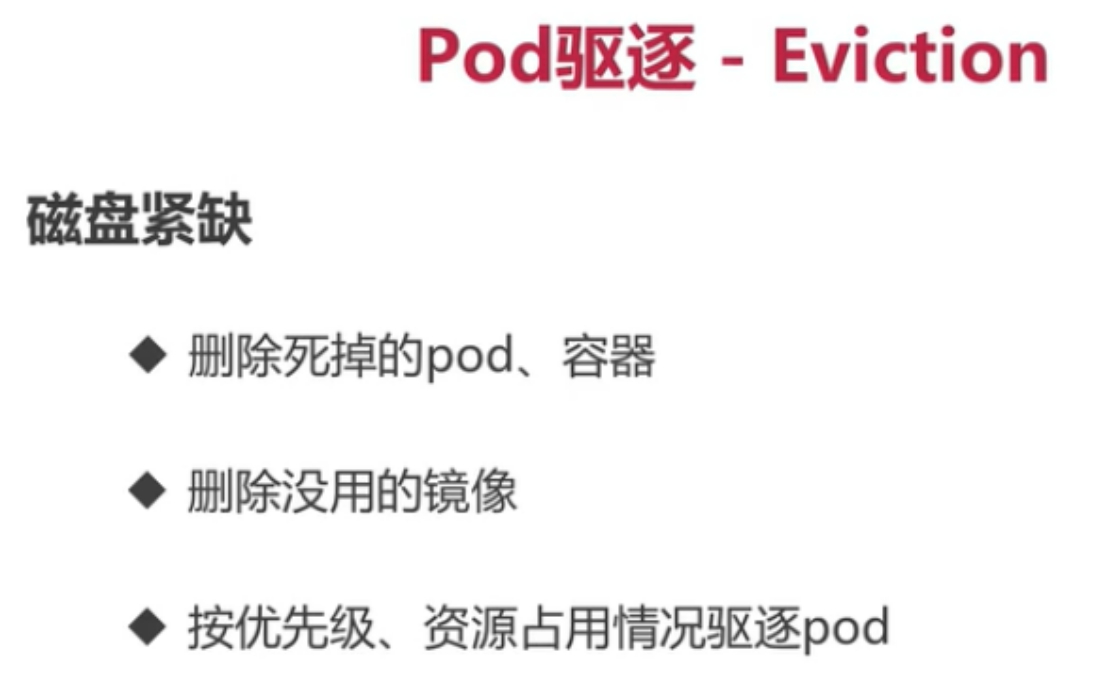 Pod驱逐 - Eviction
磁盘紧缺
◆ 删除死掉的pod、容器
◆ 删除没用的镜像
◆ 按优先级、资源占用情况驱逐pod